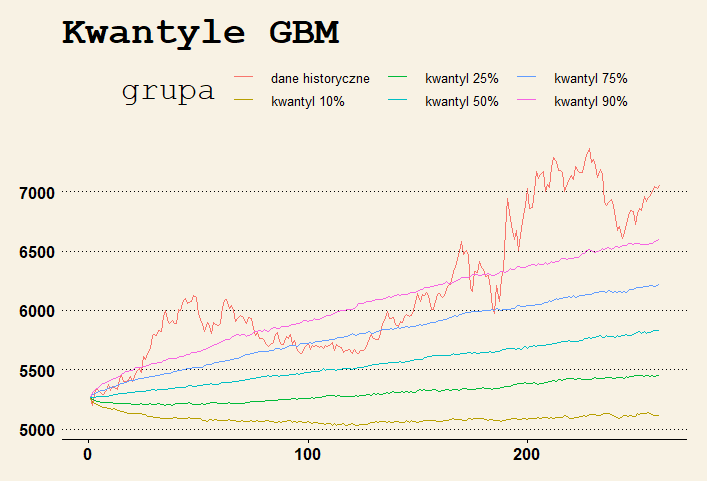 Kwantyle GBM
grupa
dane historyczne kwantyl 25% kwantyl 75%
kwantyl 10% kwantyl 50% kwantyl 90%
7000
6500
6000
5500
5000
0 100 200